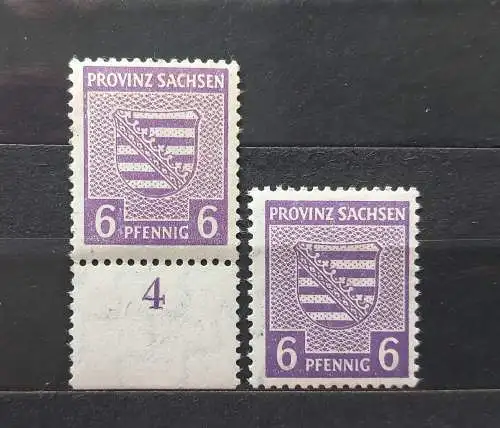 PROVINZ SACHSEN
6 PFENNIG 6
4
PROVINZ SACHSEN
6 PFENNIG 6